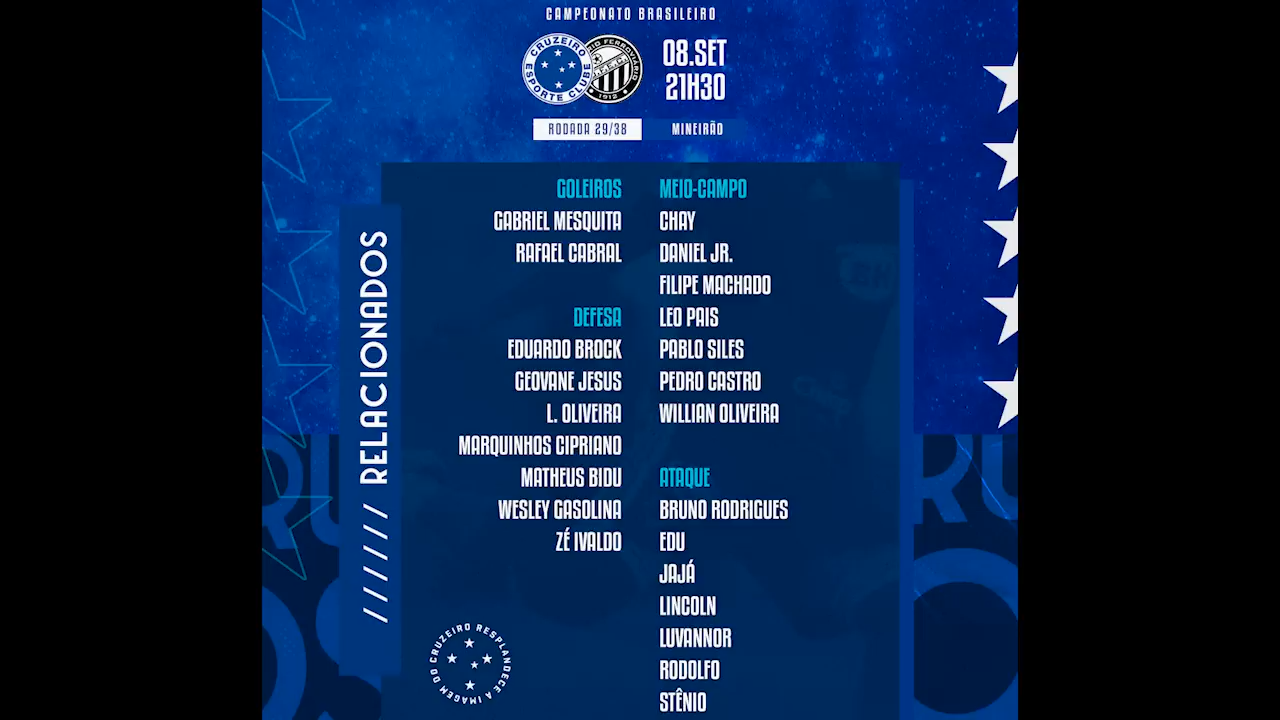 CAMPEONATO BRASILEIRO
CRUZEIRO
ESPORTE CLUBE
FERROVIÁRIO
1912
08.SET
21H30
RODADA 29/38
MINEIRÃO
///// RELACIONADOS
GOLEIROS
GABRIEL MESQUITA
RAFAEL CABRAL
DEFESA
EDUARDO BROCK
GEOVANE JESUS
L. OLIVEIRA
MARQUINHOS CIPRIANO
MATHEUS BIDU
WESLEY GASOLINA
ZÉ IVALDO
MEIO-CAMPO
CHAY
DANIEL JR.
FILIPE MACHADO
LEO PAIS
PABLO SILES
PEDRO CASTRO
WILLIAN OLIVEIRA
ATAQUE
BRUNO RODRIGUES
EDU
JAJÁ
LINCOLN
LUVANNOR
RODOLFO
STÊNIO
A IMAGEM DO CRUZEIRO RESPLANDECE